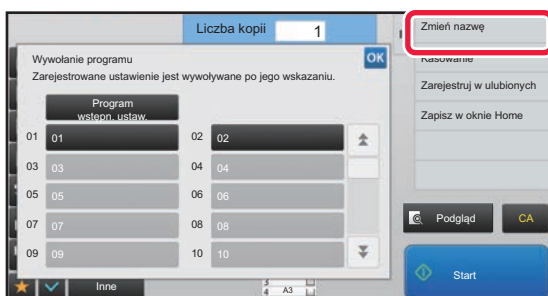 Liczba kopii 1
Zmień nazwę
Wywołanie programu
OK
Kasowanie
Zarejestrowane ustawienie jest wywoływane po jego wskazaniu.
Zarejestruj w ulubionych
Program
wstępn. ustaw.
Zapisz w oknie Home
01 01
02 02
03 03
04 04
05 05
06 06
07 07
08 08
Podgląd
CA
09 09
10 10
Inne
3
4 A3
Start